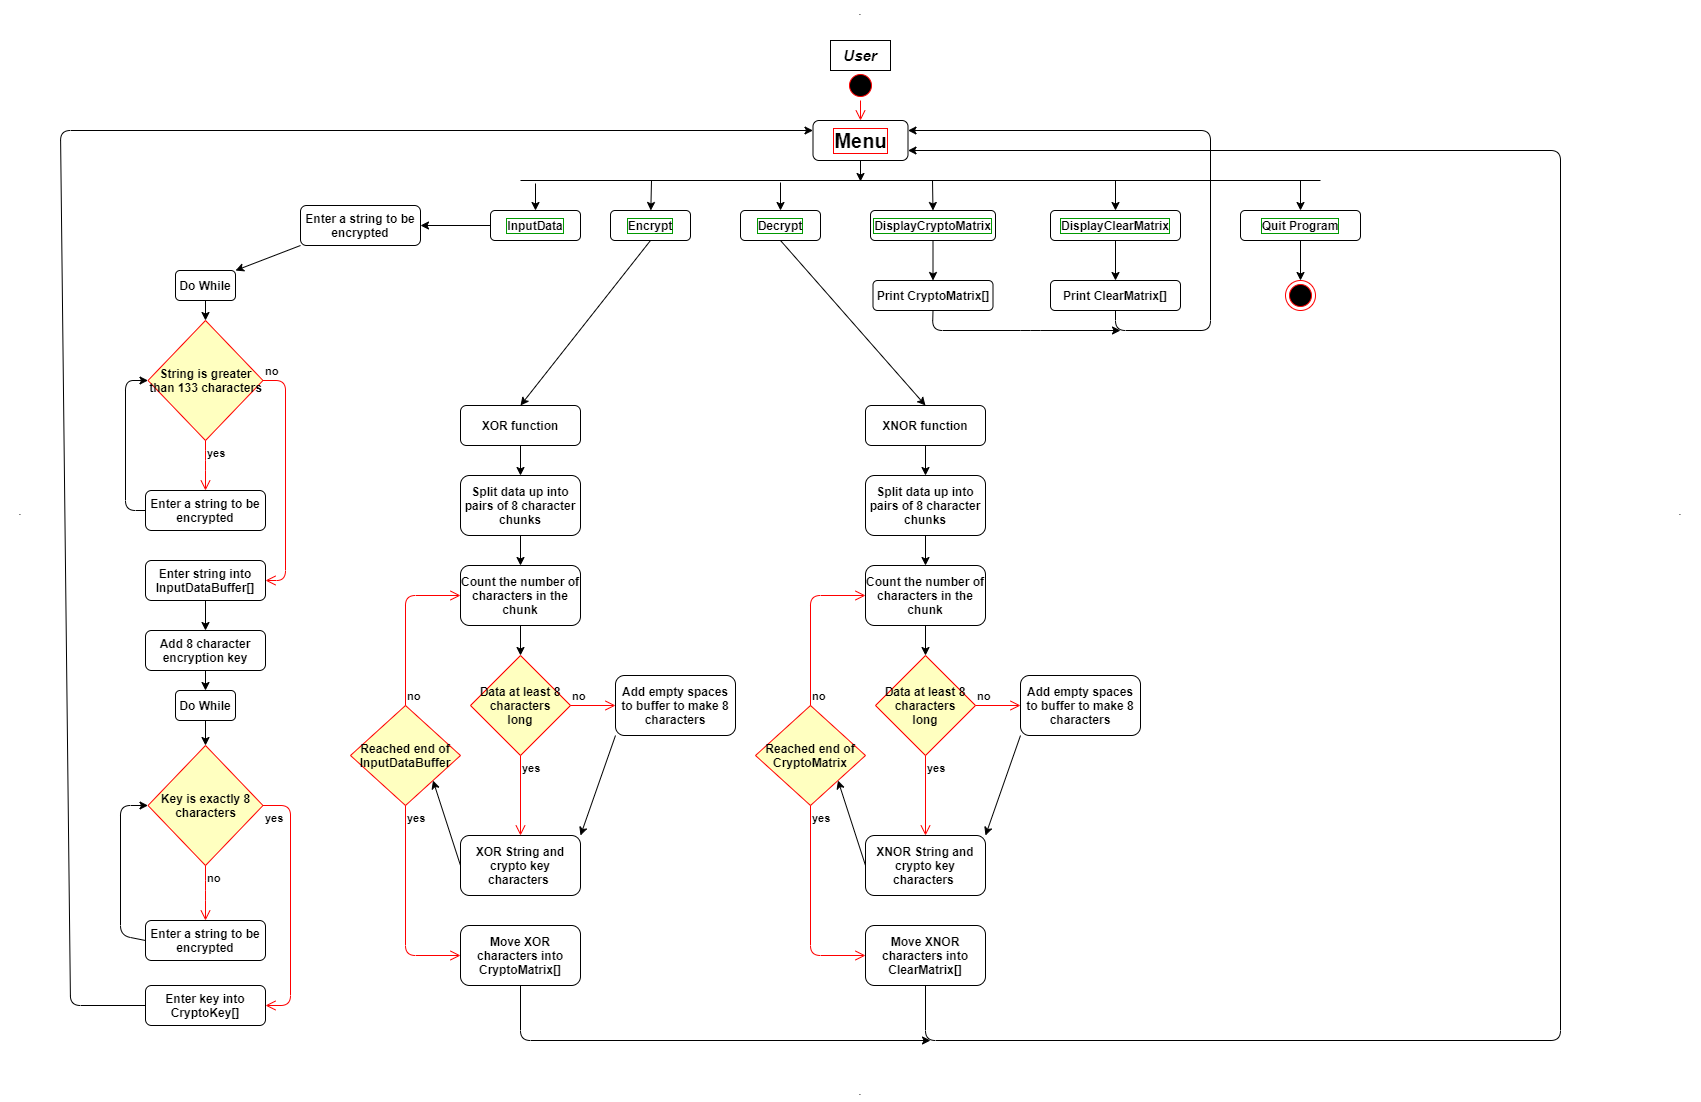 User
Menu
InputData
Encrypt
Decrypt
DisplayCryptoMatrix
DisplayClearMatrix
Quit Program
Enter a string to be
encrypted
Do While
Print CryptoMatrix[]
Print ClearMatrix[]
String is greater
than 133 characters
no
yes
Enter a string to be
encrypted
Enter string into
InputDataBuffer[]
Add 8 character
encryption key
Do While
Key is exactly 8
characters
yes
no
Enter a string to be
encrypted
Enter key into
CryptoKey[]
XOR function
Split data up into
pairs of 8 character
chunks
Count the number of
characters in the
chunk
Data at least 8
characters
long
no
Add empty spaces
to buffer to make 8
characters
yes
no
Reached end of
InputDataBuffer
yes
XOR String and
crypto key
characters
Move XOR
characters into
CryptoMatrix[]
XNOR function
Split data up into
pairs of 8 character
chunks
Count the number of
characters in the
chunk
Data at least 8
characters
long
no
Add empty spaces
to buffer to make 8
characters
yes
no
Reached end of
CryptoMatrix
yes
XNOR String and
crypto key
characters
Move XNOR
characters into
ClearMatrix[]